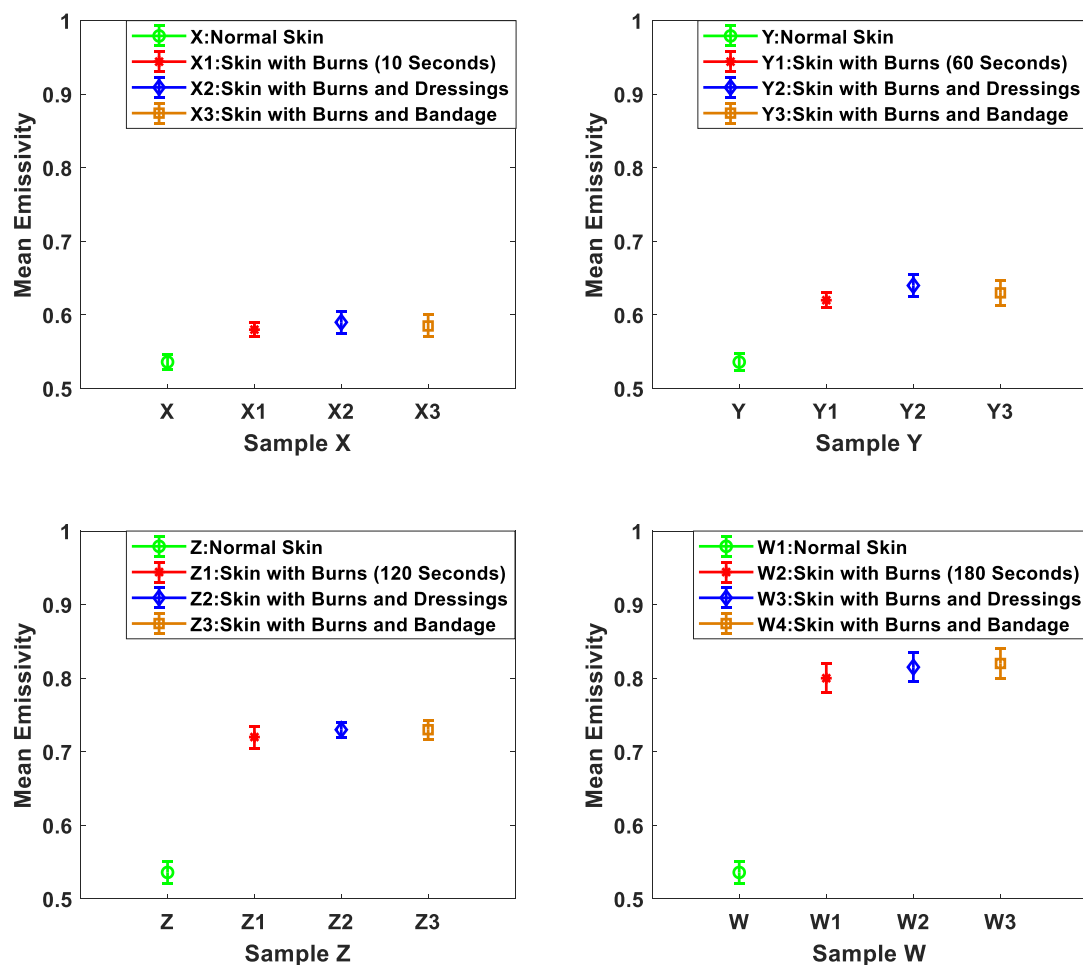 X:Normal Skin
X1:Skin with Burns (10 Seconds)
X2:Skin with Burns and Dressings
X3:Skin with Burns and Bandage
1
0.9
0.8
0.7
0.6
0.5
Mean Emissivity
X X1 X2 X3
Sample X
Y:Normal Skin
Y1:Skin with Burns (60 Seconds)
Y2:Skin with Burns and Dressings
Y3:Skin with Burns and Bandage
1
0.9
0.8
0.7
0.6
0.5
Mean Emissivity
Y Y1 Y2 Y3
Sample Y
Z:Normal Skin
Z1:Skin with Burns (120 Seconds)
Z2:Skin with Burns and Dressings
Z3:Skin with Burns and Bandage
1
0.9
0.8
0.7
0.6
0.5
Mean Emissivity
Z Z1 Z2 Z3
Sample Z
W1:Normal Skin
W2:Skin with Burns (180 Seconds)
W3:Skin with Burns and Dressings
W4:Skin with Burns and Bandage
1
0.9
0.8
0.7
0.6
0.5
Mean Emissivity
W W1 W2 W3
Sample W